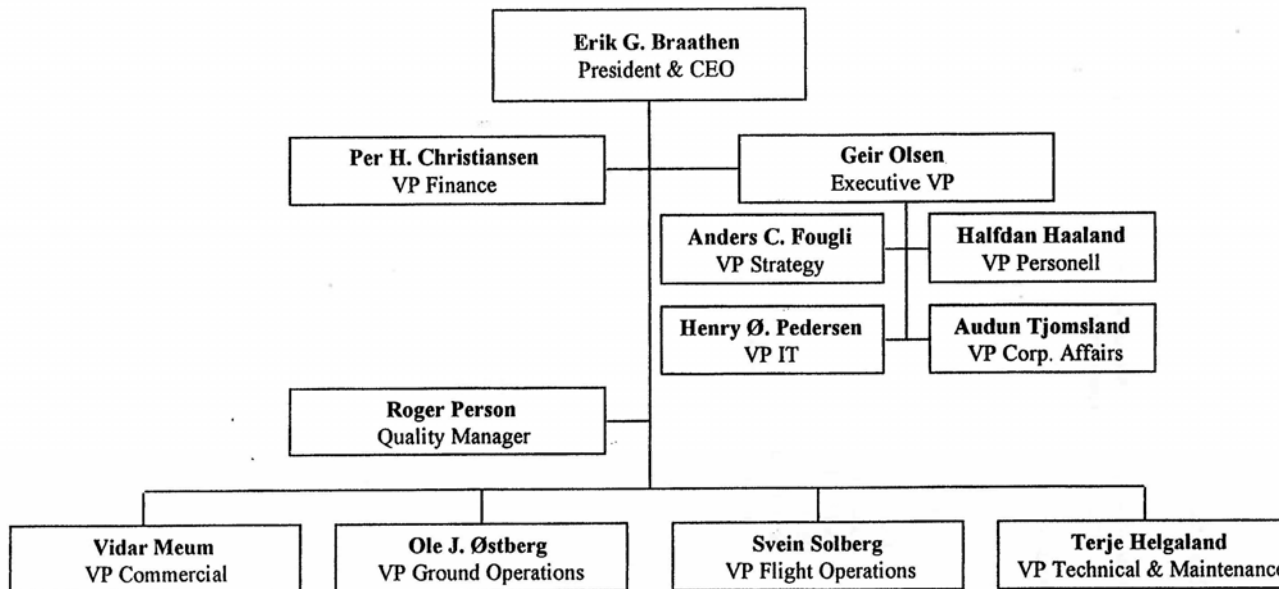 Erik G. Braathen
President & CEO
Per H. Christiansen
VP Finance
Geir Olsen
Executive VP
Anders C. Fougli
VP Strategy
Halfdan Haaland
VP Personell
Henry Ø. Pedersen
VP IT
Audun Tjomsland
VP Corp. Affairs
Roger Person
Quality Manager
Vidar Meum
VP Commercial
Ole J. Østberg
VP Ground Operations
Svein Solberg
VP Flight Operations
Terje Helgaland
VP Technical & Maintenance